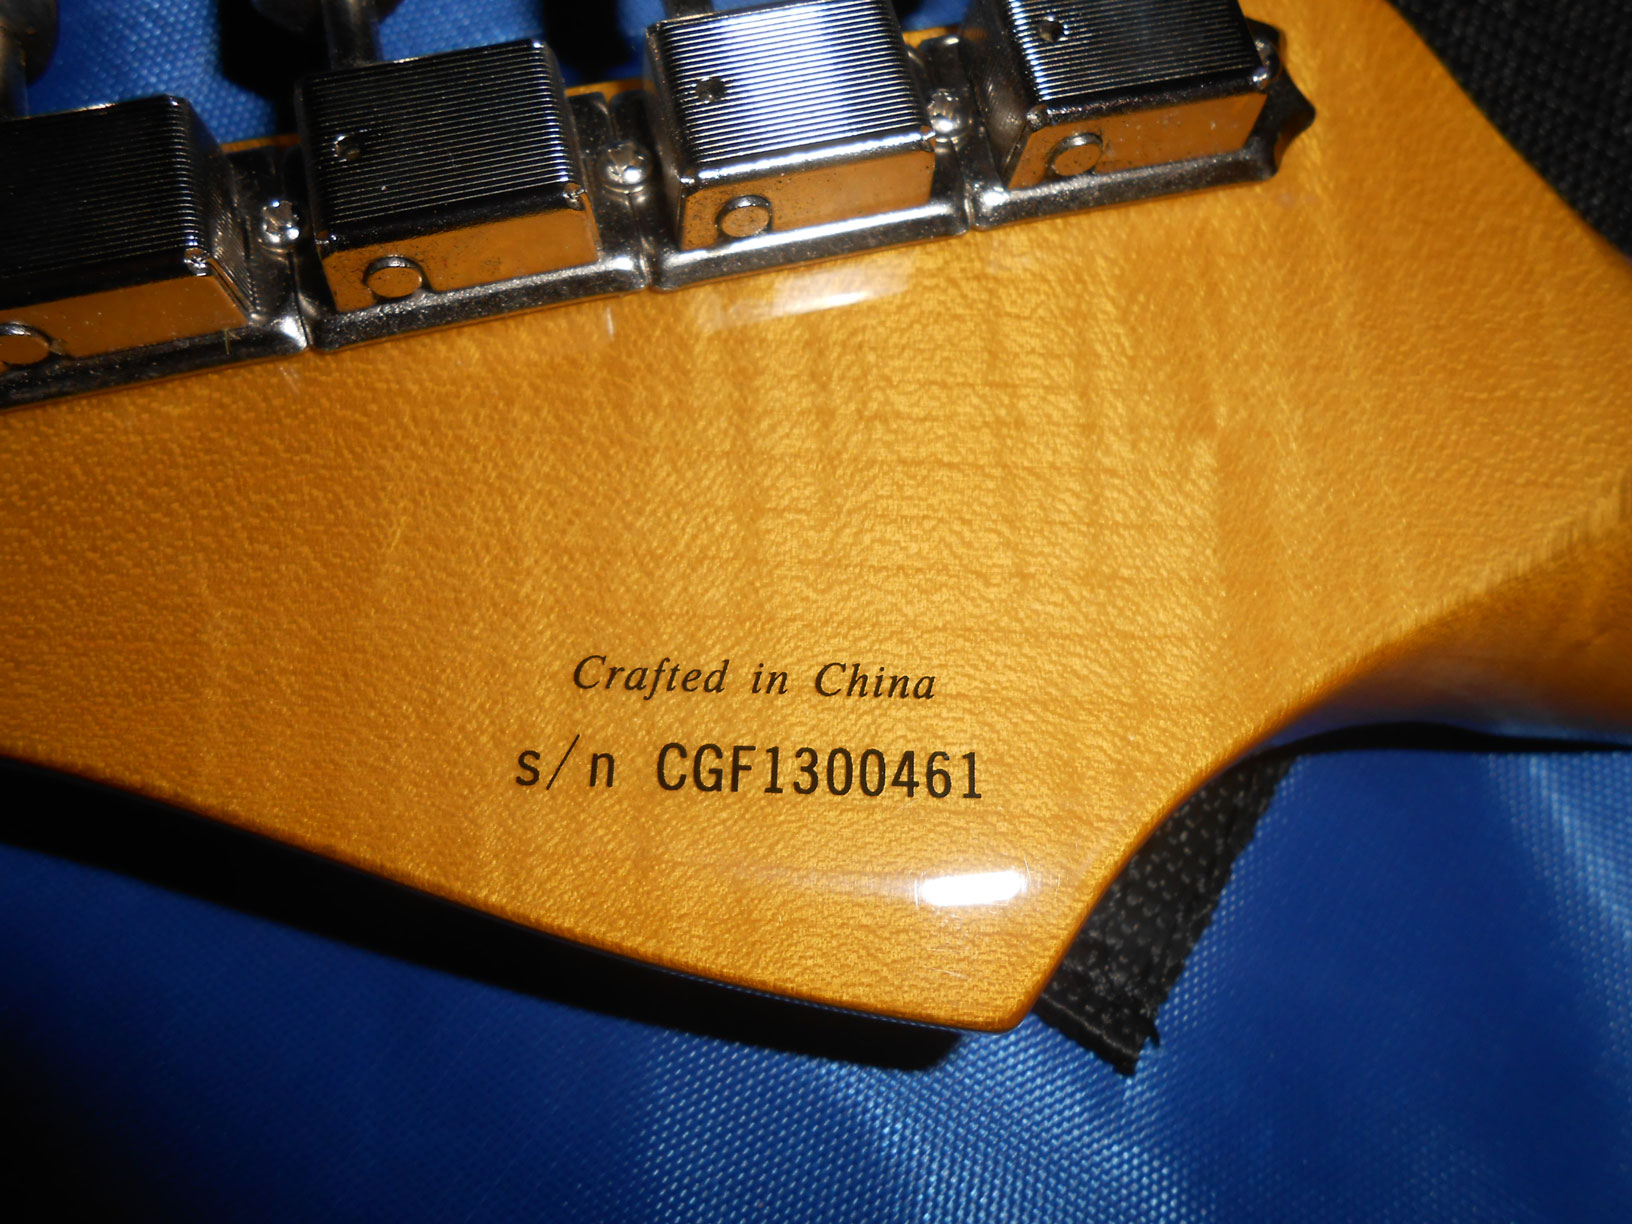 Crafted in China
s/n CGF1300461